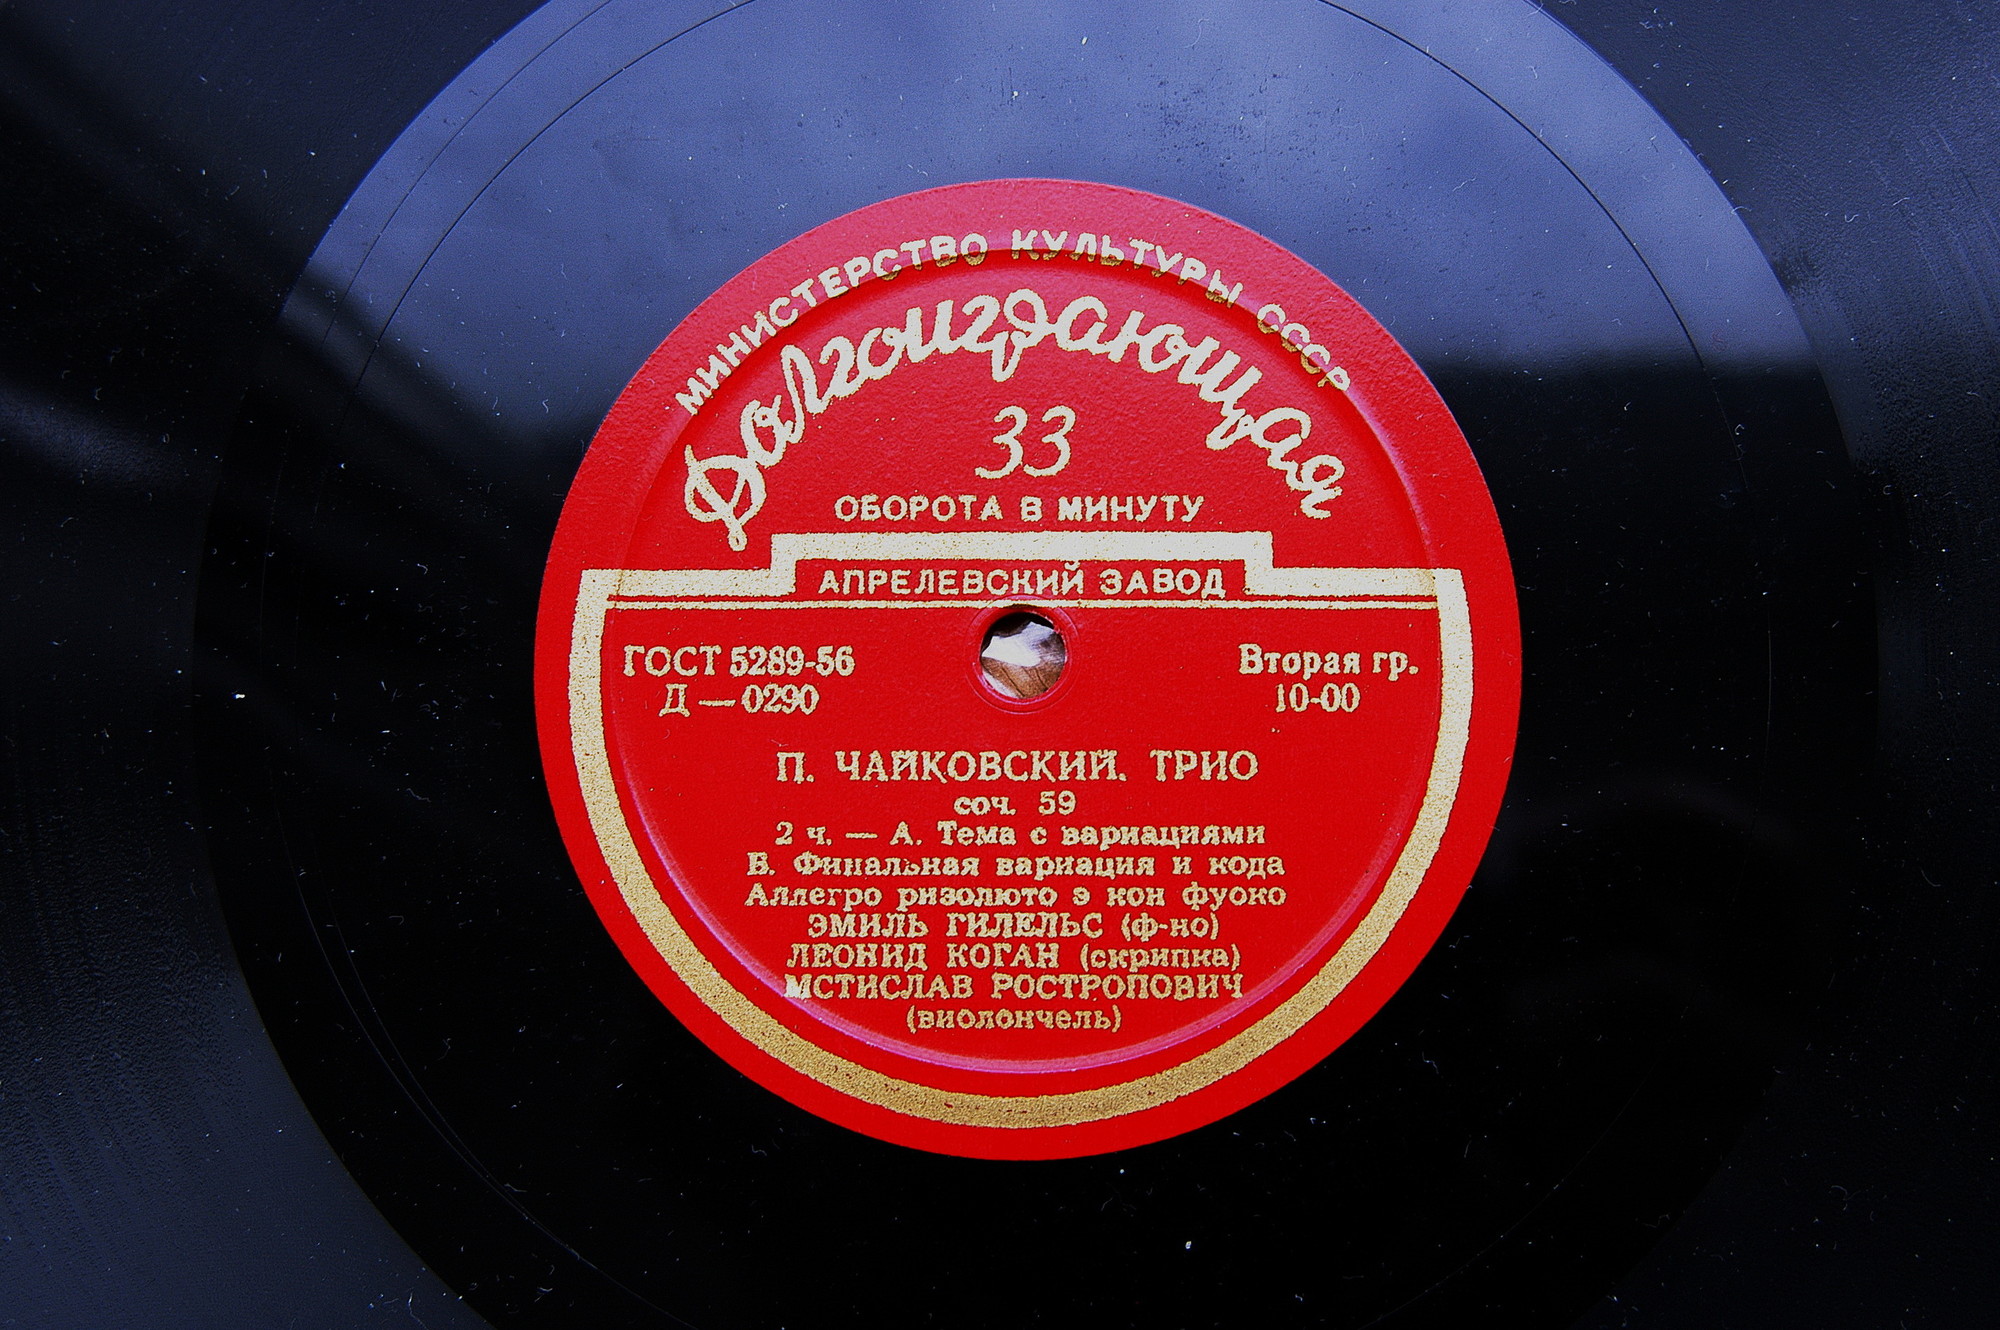 МИНИСТЕРСТВО КУЛЬТУРЫ СССР
Долгоиграющая
33
ОБОРОТА В МИНУТУ
АПРЕЛЕВСКИЙ ЗАВОД
ГОСТ 5289-56
Д — 0290
Вторая гр.
10-00
П. ЧАЙКОВСКИЙ. ТРИО
соч. 59
2 ч. — А. Тема с вариациями
В. Финальная вариация и кода
Аллегро ризолюто э кон фуоко
ЭМИЛЬ ГИЛЕЛЬС (ф-но)
ЛЕОНИД КОГАН (скрипка)
МСТИСЛАВ РОСТРОПОВИЧ
(виолончель)